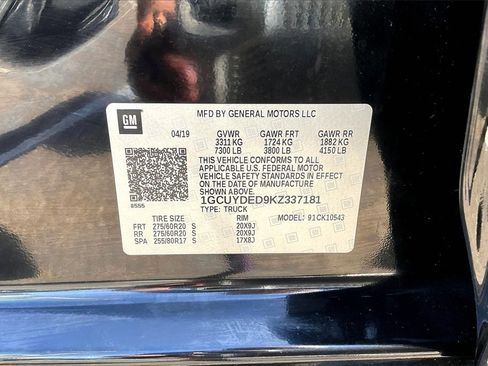 GM
MFD BY GENERAL MOTORS LLC
04/19 GVWR GAWR FRT GAWR RR
3311 KG 1724 KG 1882 KG
7300 LB 3800 LB 4150 LB
THIS VEHICLE CONFORMS TO ALL
APPLICABLE U.S. FEDERAL MOTOR
VEHICLE SAFETY STANDARDS IN
EFFECT ON THE DATE OF
MANUFACTURE SHOWN ABOVE.
1GCUYDED9KZ337181
TYPE: TRUCK MODEL: 91CK10543
TIRE SIZE RIM
FRT 275/60R20 S 20X9J
RR 275/60R20 S 20X9J
SPA 255/80R17 S 17X8J